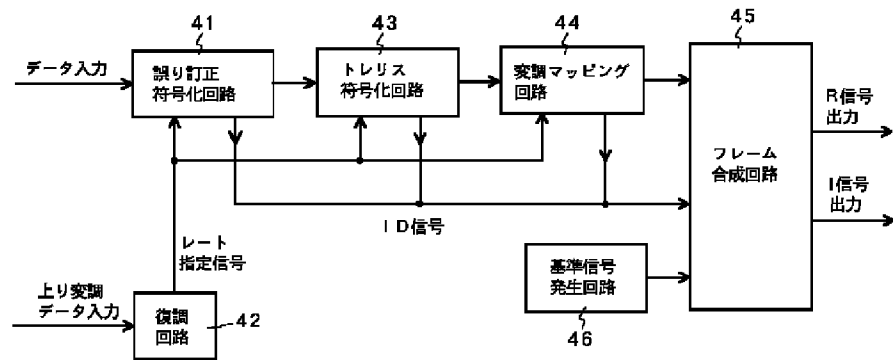 41
43
44
45
データ入力
誤り訂正
符号化回路
トレリス
符号化回路
変調マッピング
回路
フレーム
合成回路
R信号
出力
I信号
出力
ID信号
レート
指定信号
基準信号
発生回路
46
上り変調
データ入力
復調
回路
42